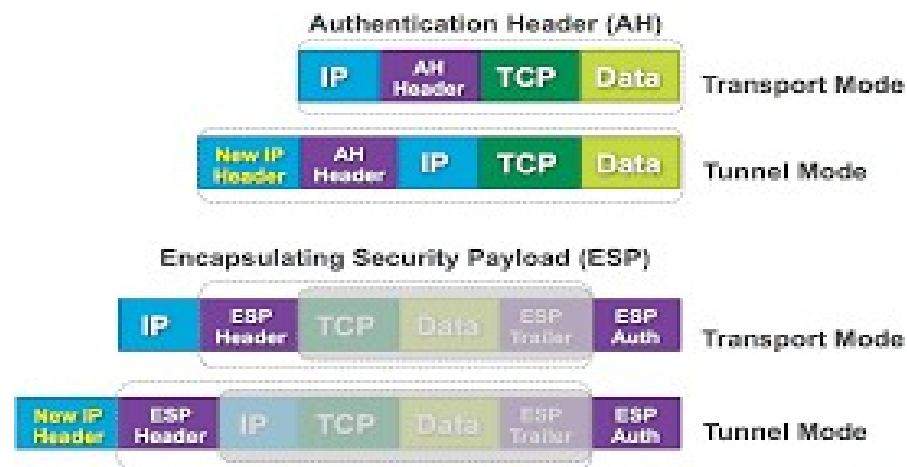 Authentication Header (AH)
IP AH Header TCP Data Transport Mode
New IP Header AH Header IP TCP Data Tunnel Mode
Encapsulating Security Payload (ESP)
IP ESP Header TCP Data ESP Trailer ESP Auth Transport Mode
New IP Header ESP Header IP TCP Data ESP Trailer ESP Auth Tunnel Mode